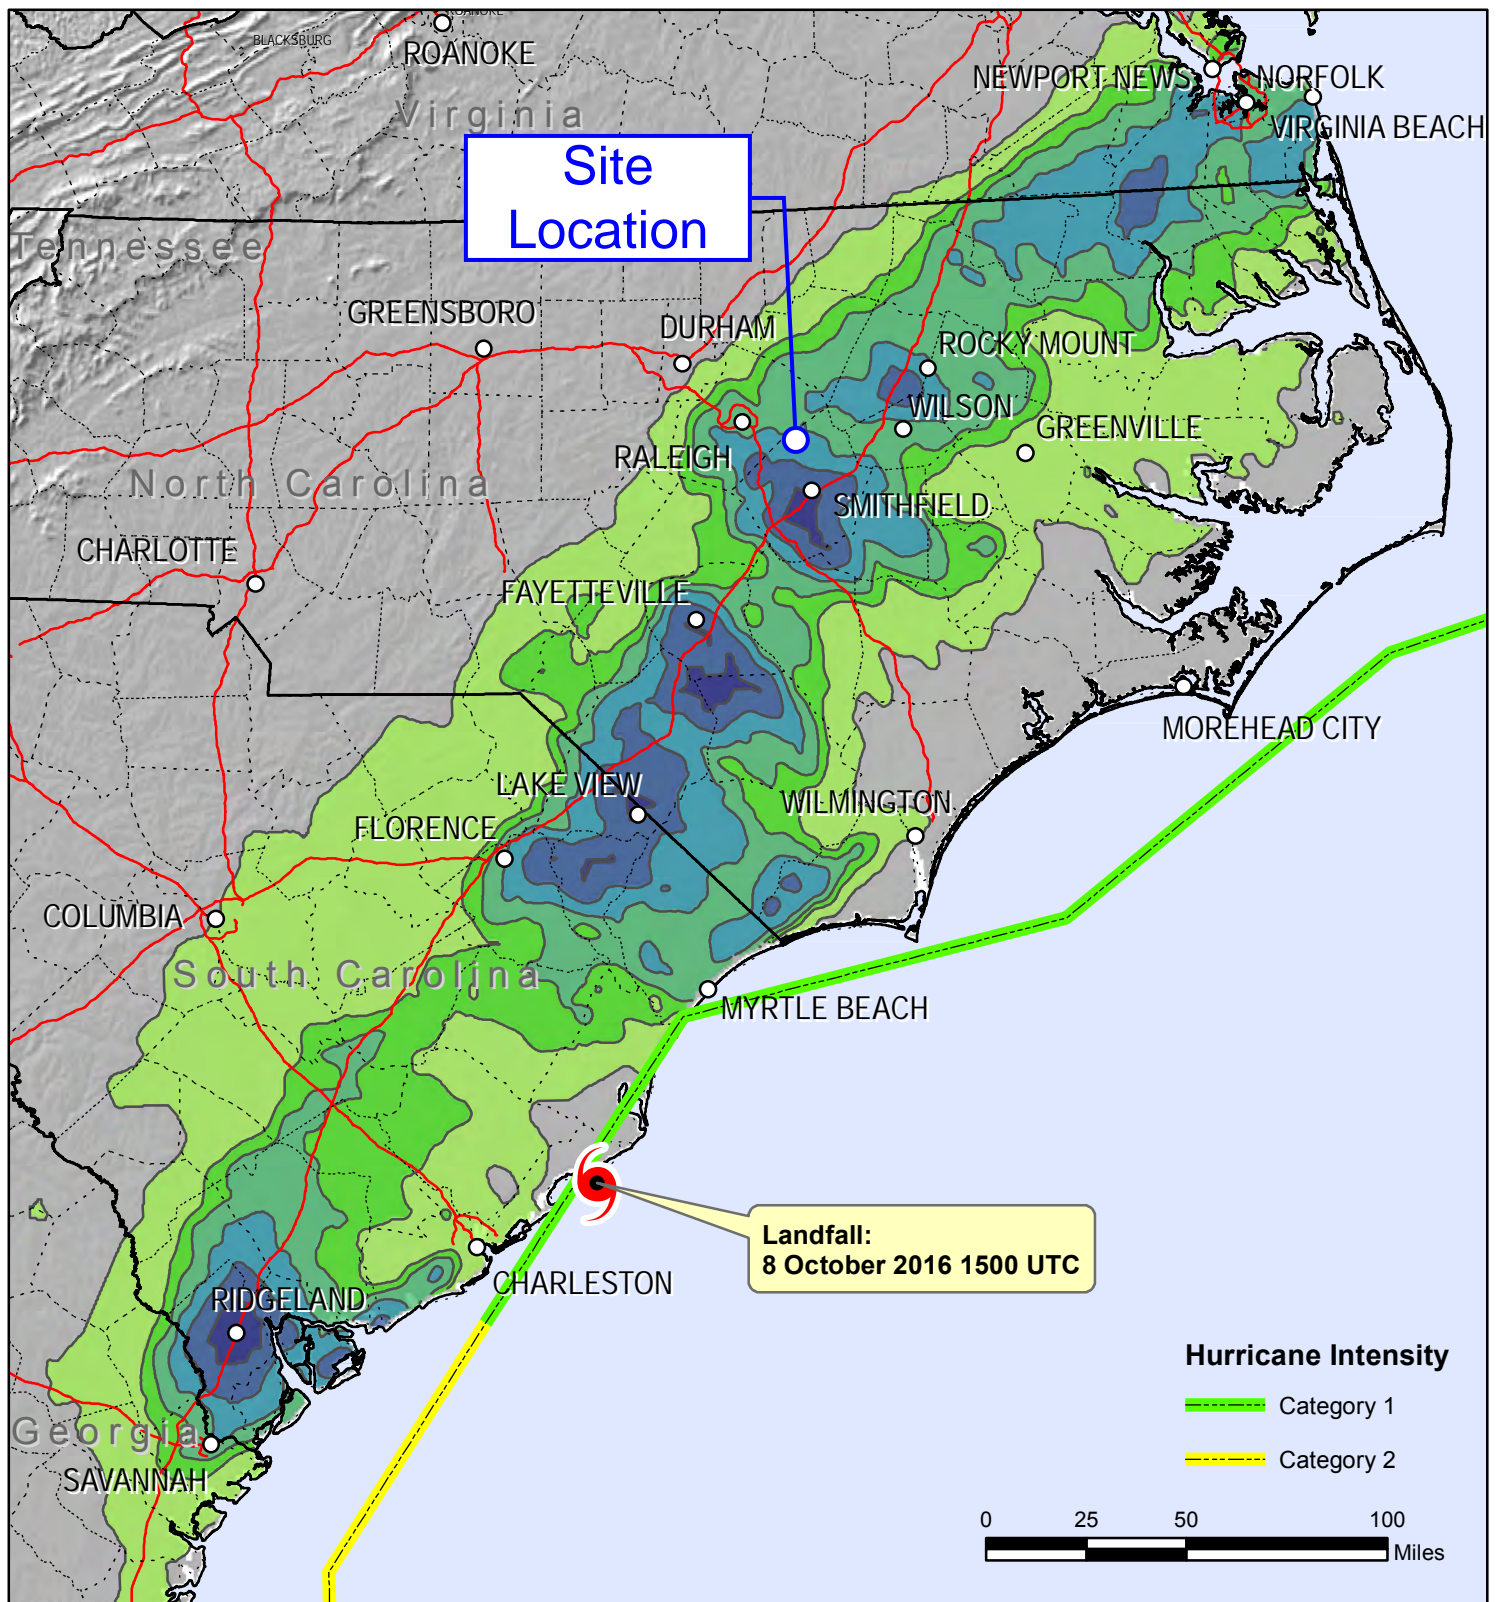 ROANOKE
BLACKSBURG
ROANOKE
Virginia
NEWPORT NEWS
NORFOLK
VIRGINIA BEACH
Site
Location
Tennessee
GREENSBORO
DURHAM
ROCKY MOUNT
WILSON
GREENVILLE
RALEIGH
North Carolina
SMITHFIELD
CHARLOTTE
FAYETTEVILLE
MOREHEAD CITY
LAKE VIEW
WILMINGTON
FLORENCE
COLUMBIA
South Carolina
MYRTLE BEACH
Landfall:
8 October 2016 1500 UTC
CHARLESTON
RIDGELAND
Hurricane Intensity
Category 1
Georgia
Category 2
SAVANNAH
0 25 50 100
Miles